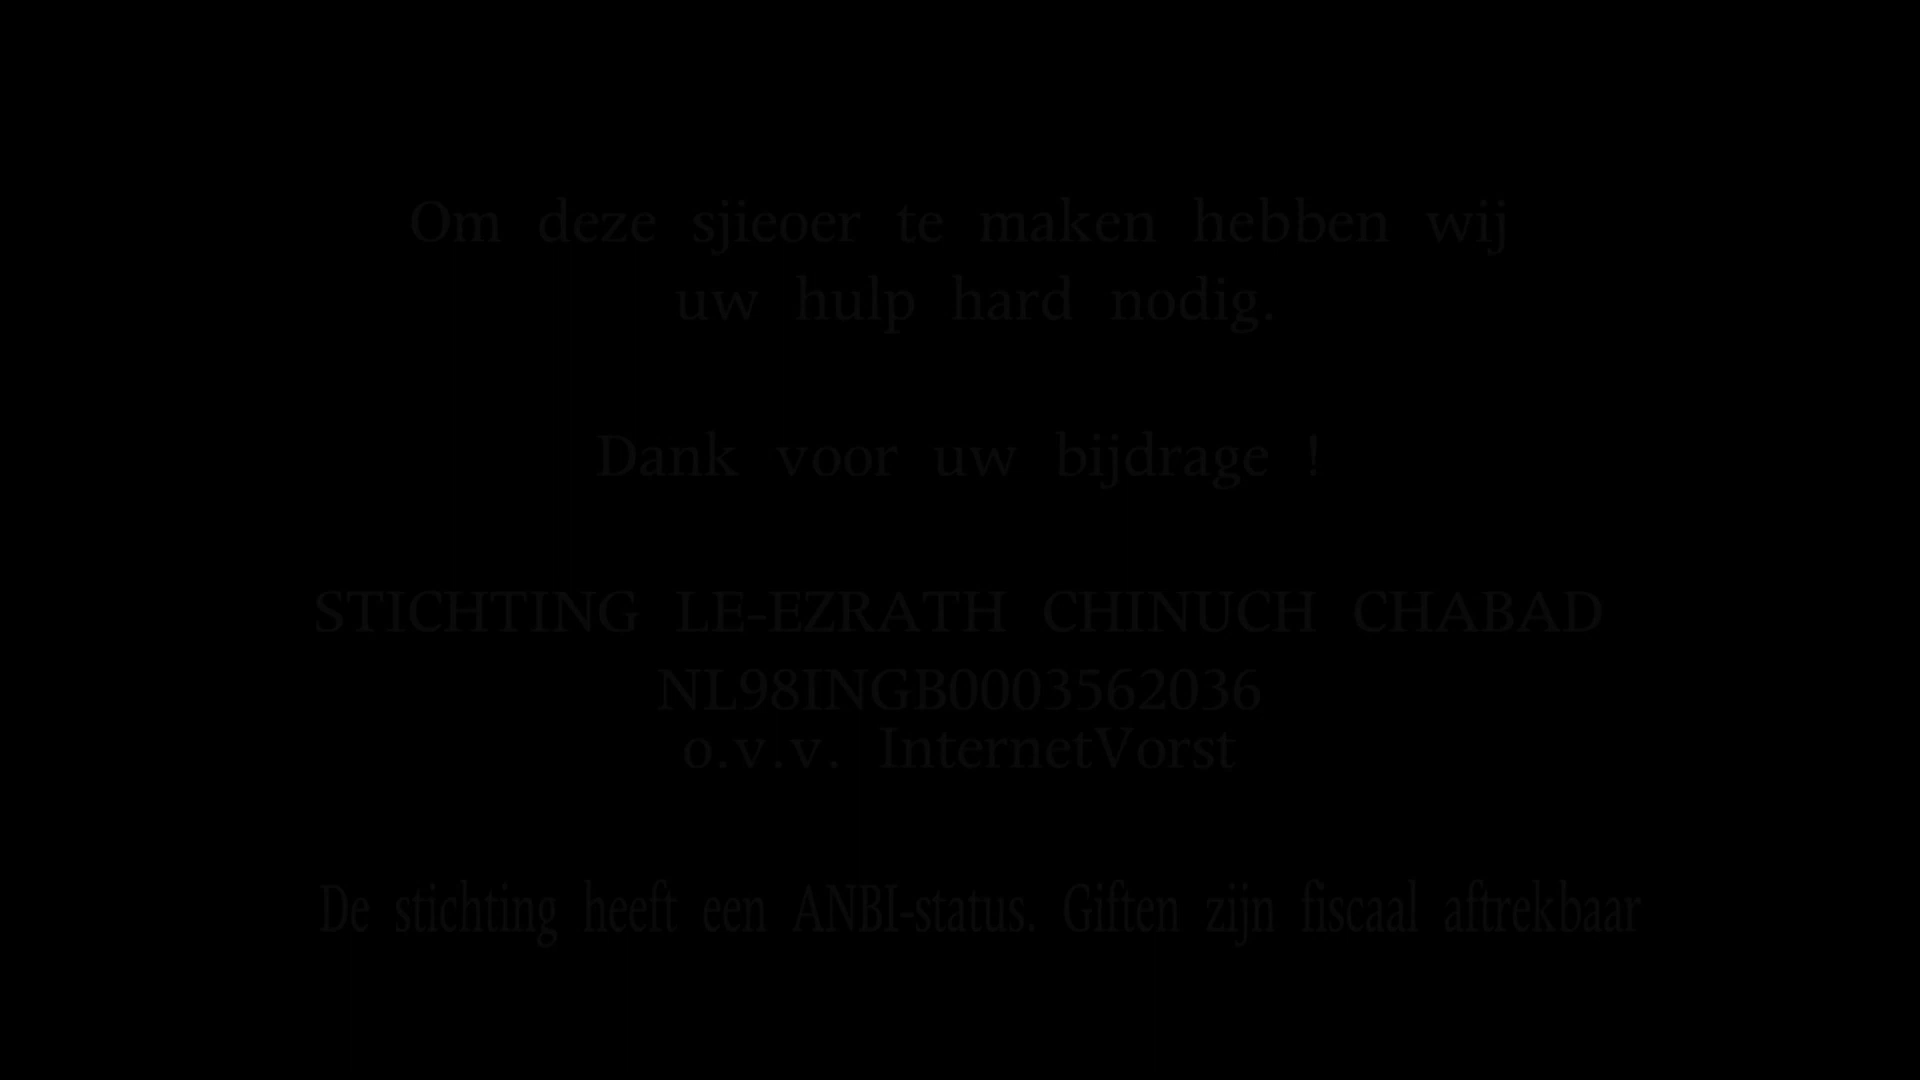 Om deze sjieoer te maken hebben wij
uw hulp hard nodig.
Dank voor uw bijdrage !
STICHTING LE-EZRATH CHINUCH CHABAD
NL98INGB0003562036
o.v.v. InternetVorst
De stichting heeft een ANBI-status. Giften zijn fiscaal aftrekbaar